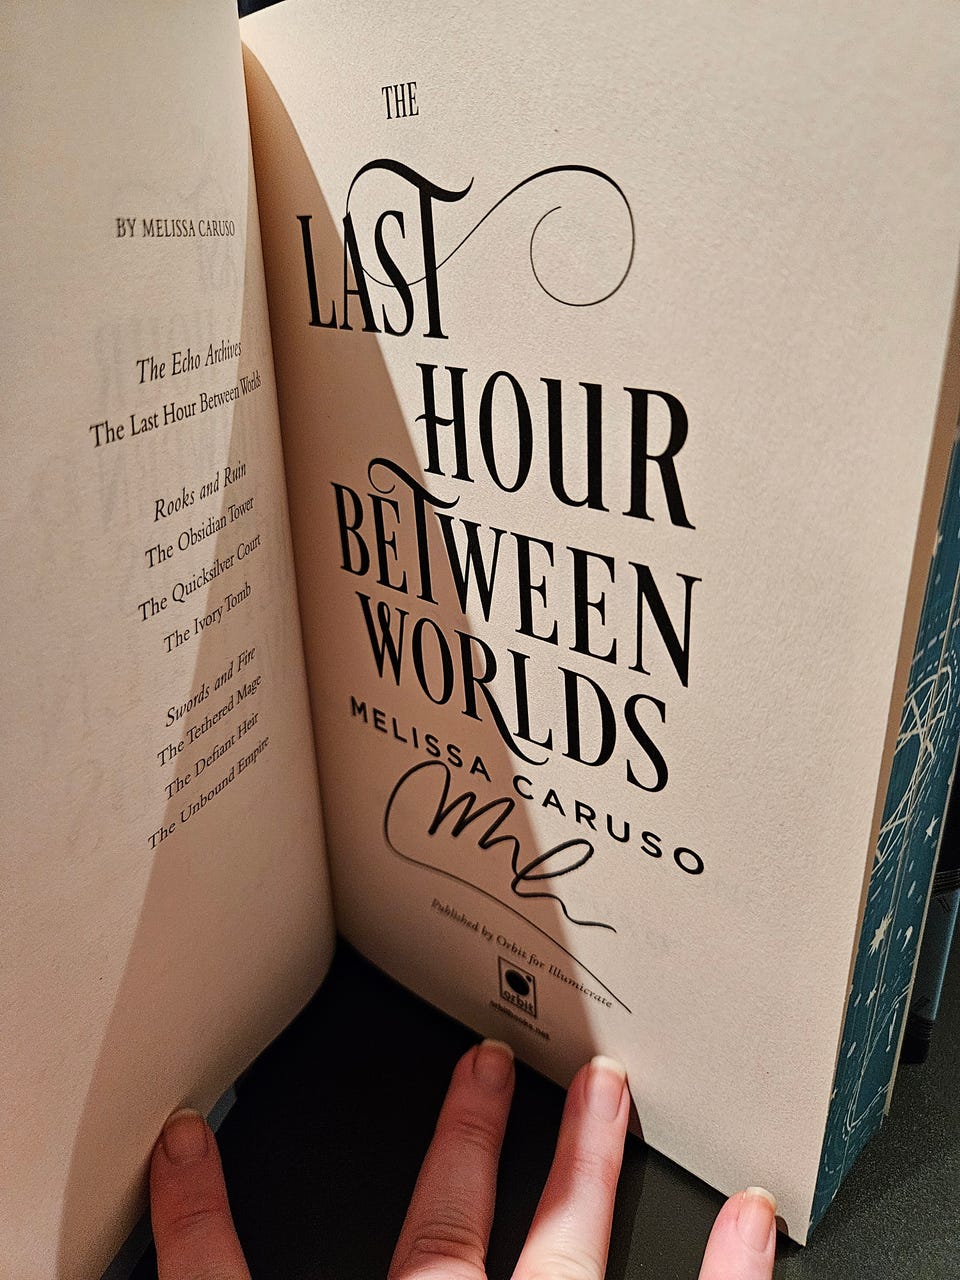 BY MELISSA CARUSO
The Echo Archives
The Last Hour Between Worlds
Rooks and Ruin
The Obsidian Tower
The Quicksilver Court
The Ivory Tomb
Swords and Fire
The Tethered Mage
The Defiant Heir
The Unbound Empire
THE
LAST
HOUR
BETWEEN
WORLDS
MELISSA CARUSO
Published by Orbit for Illumicrate
orbit
orbitbooks.net